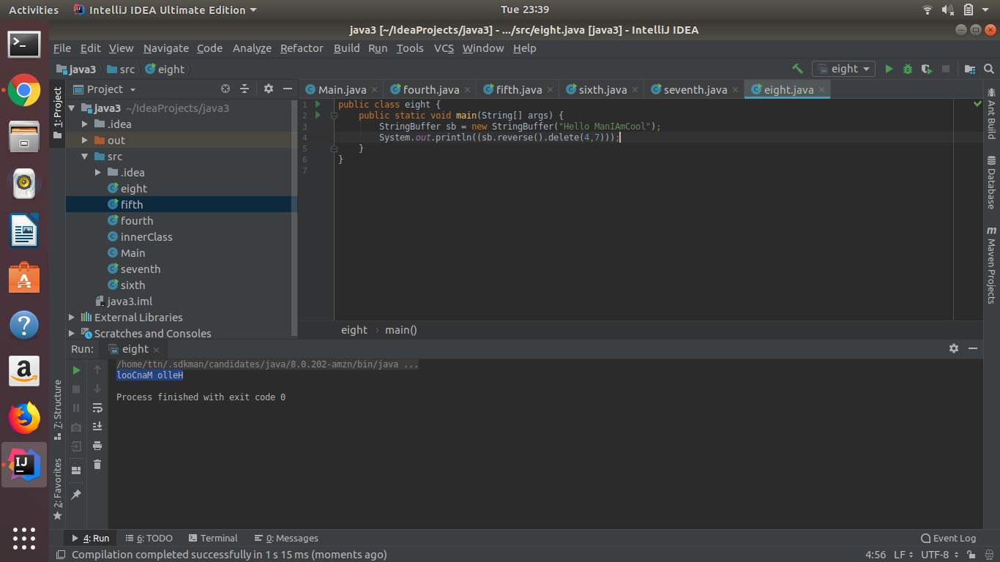 Activities IntelliJ IDEA Ultimate Edition Tue 23:39
java3 [~/IdeaProjects/java3] - .../src/eight.java [java3] - IntelliJ IDEA
File Edit View Navigate Code Analyze Refactor Build Run Tools VCS Window Help
java3 src eight eight
1: Project
Project
Main.java fourth.java fifth.java sixth.java seventh.java eight.java
java3 ~/IdeaProjects/java3
.idea
out
src
.idea
eight
fifth
fourth
innerClass
Main
seventh
sixth
java3.iml
External Libraries
Scratches and Consoles
1 public class eight {
2 public static void main(String[] args) {
3 StringBuffer sb = new StringBuffer("Hello ManIAmCool");
4 System.out.println((sb.reverse().delete(4,7)));
5 }
6 }
7
eight › main()
Ant Build
Database
m Maven Projects
Run: eight
/home/ttn/.sdkman/candidates/java/8.0.202-amzn/bin/java ...
looCnaM olleH
Process finished with exit code 0
7: Structure
2: Favorites
4: Run 6: TODO Terminal 0: Messages Event Log
Compilation completed successfully in 1 s 15 ms (moments ago) 4:56 LF UTF-8